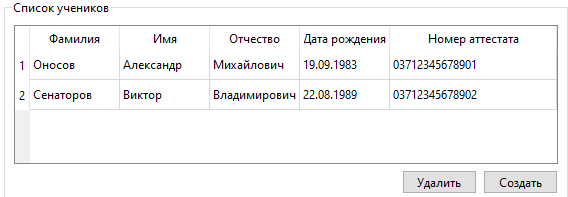 Список учеников
Фамилия Имя Отчество Дата рождения Номер аттестата
1 Оносов Александр Михайлович 19.09.1983 03712345678901
2 Сенаторов Виктор Владимирович 22.08.1989 03712345678902
Удалить Создать